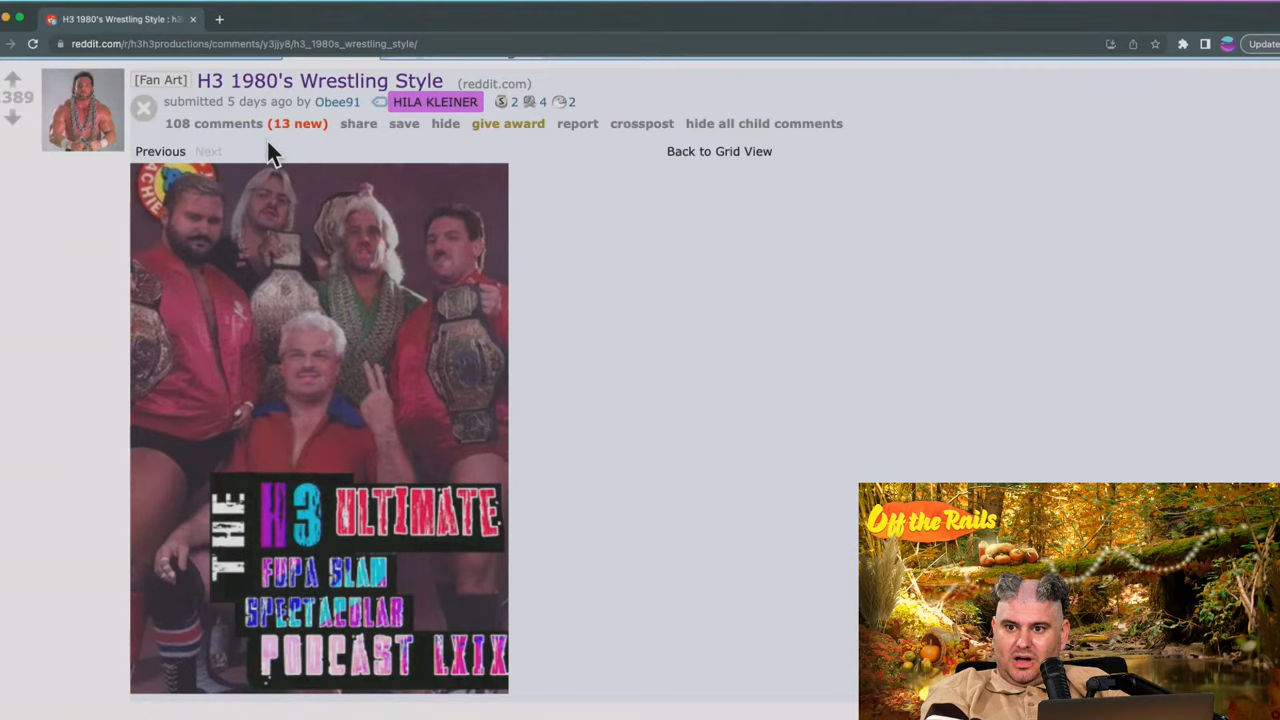 H3 1980's Wrestling Style : h3
reddit.com/r/h3h3productions/comments/y3jjy8/h3_1980s_wrestling_style/
Update
[Fan Art] H3 1980's Wrestling Style (reddit.com)
389
submitted 5 days ago by Obee91 HILA KLEINER 2 4 2
108 comments (13 new) share save hide give award report crosspost hide all child comments
Previous Next Back to Grid View
ACHIE
THE H3 ULTIMATE
FUPA SLAM
SPECTACULAR
PODCAST LXIX
Off the Rails